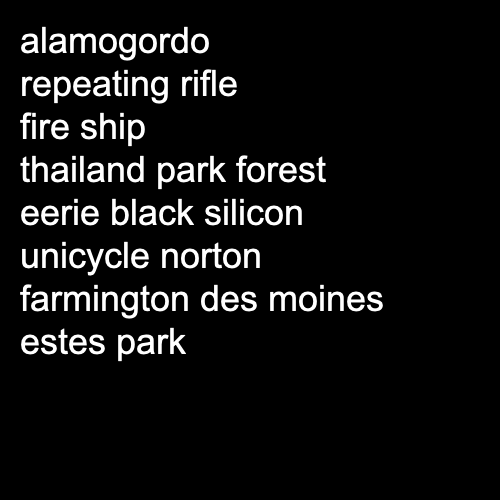 alamogordo
repeating rifle
fire ship
thailand park forest
eerie black silicon
unicycle norton
farmington des moines
estes park